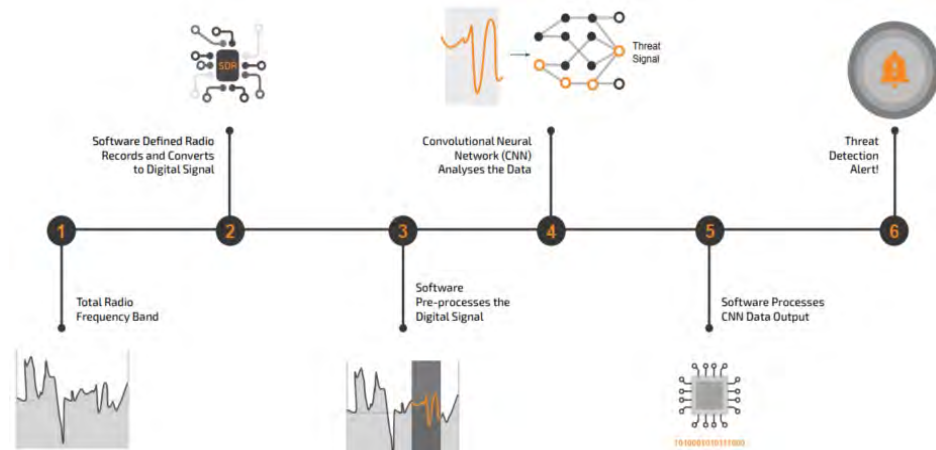 SDR
Threat
Signal
Software Defined Radio
Records and Converts
to Digital Signal
Convolutional Neural
Network (CNN)
Analyses the Data
Threat
Detection
Alert!
1
2
3
4
5
6
Total Radio
Frequency Band
Software
Pre-processes the
Digital Signal
Software Processes
CNN Data Output